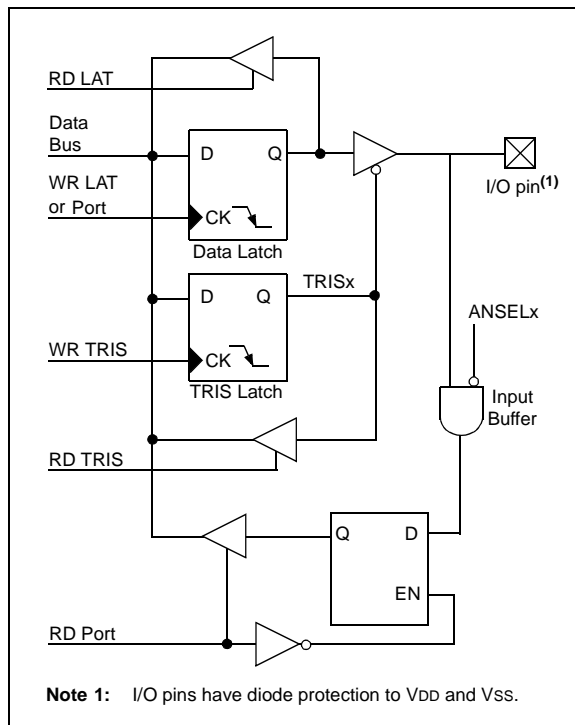 RD LAT
Data
Bus
D Q
WR LAT
or Port
CK
Data Latch
I/O pin(1)
D Q
TRISx
ANSELx
WR TRIS
CK
TRIS Latch
Input
Buffer
RD TRIS
Q D
EN
RD Port
Note 1: I/O pins have diode protection to VDD and VSS.